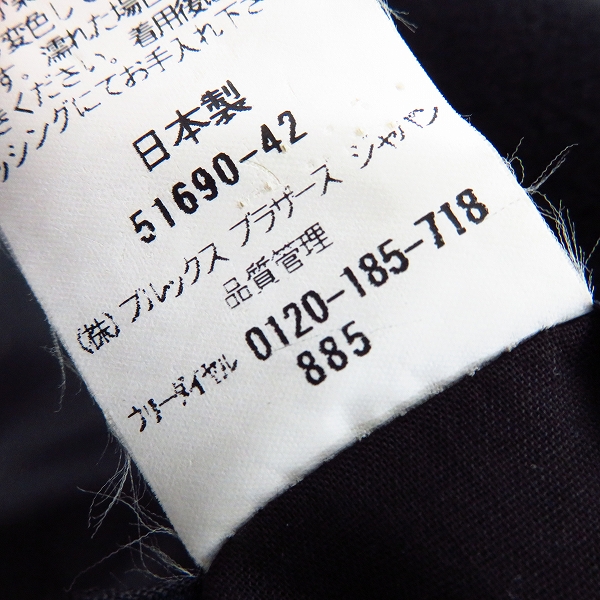 変色して
す。濡れた場
ください。着用後に
シングにてお手入れ下さ
日本製
51690-42
(株)ブルックス ブラザーズ ジャパン
品質管理
フリーダイヤル 0120-185-718
885